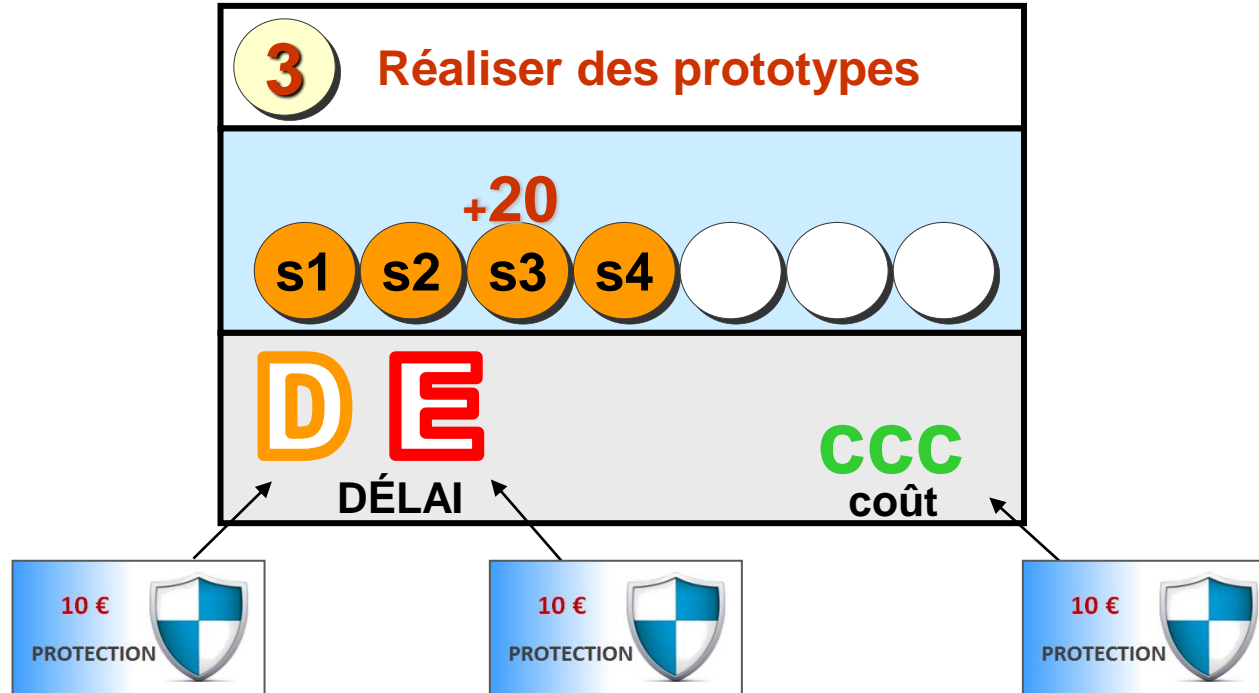 3 Réaliser des prototypes
+20
s1 s2 s3 s4
D E
ccc
DÉLAI
coût
10 € 10 € 10 €
PROTECTION PROTECTION PROTECTION